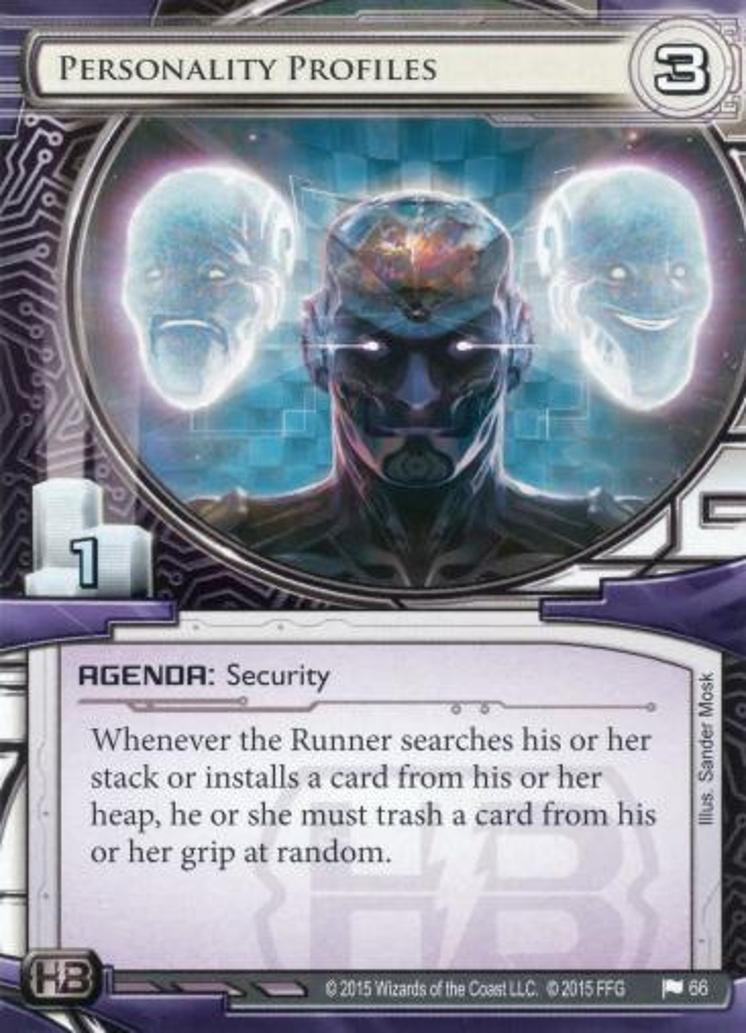 Personality Profiles
3
1
AGENDA: Security
Whenever the Runner searches his or her
stack or installs a card from his or her
heap, he or she must trash a card from his
or her grip at random.
Illus. Sander Mosk
HB
HB
© 2015 Wizards of the Coast LLC. © 2015 FFG
66